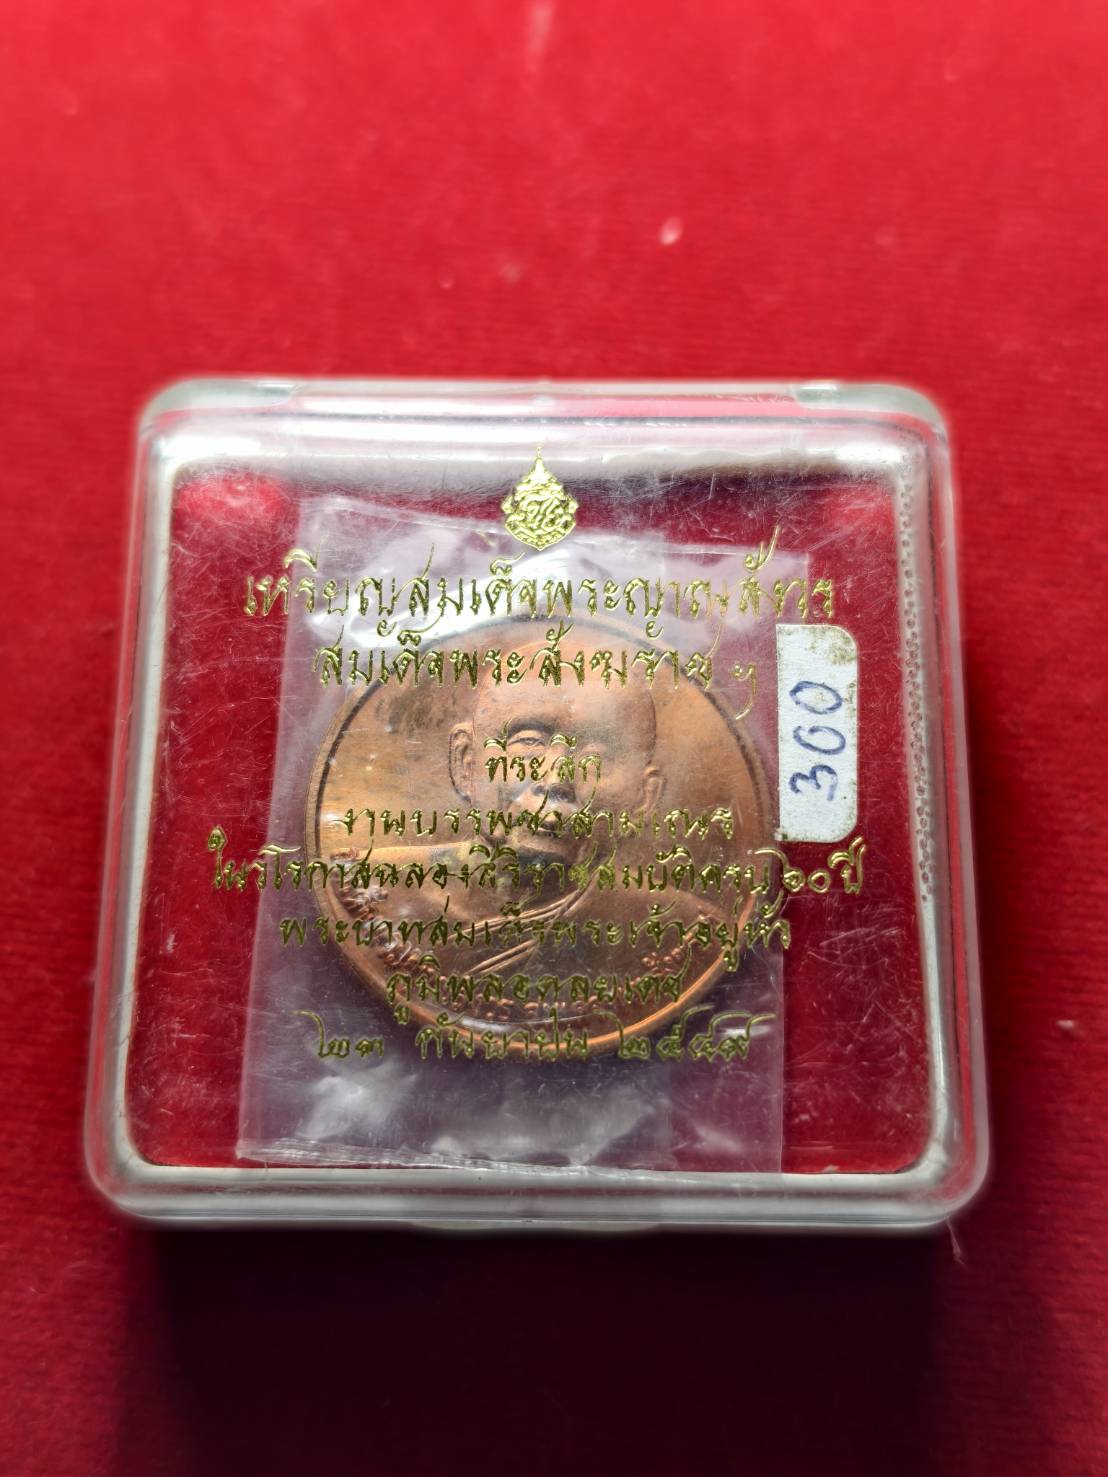 เหรียญสมเด็จพระญาณสังวร
สมเด็จพระสังฆราช ฯ
ที่ระลึก
งานบรรพชาสามเณร
ในวโรกาสฉลองสิริราชสมบัติครบ ๖๐ ปี
พระบาทสมเด็จพระเจ้าอยู่หัว
ภูมิพลอดุลยเดช
๒๓ กันยายน ๒๕๔๙
300